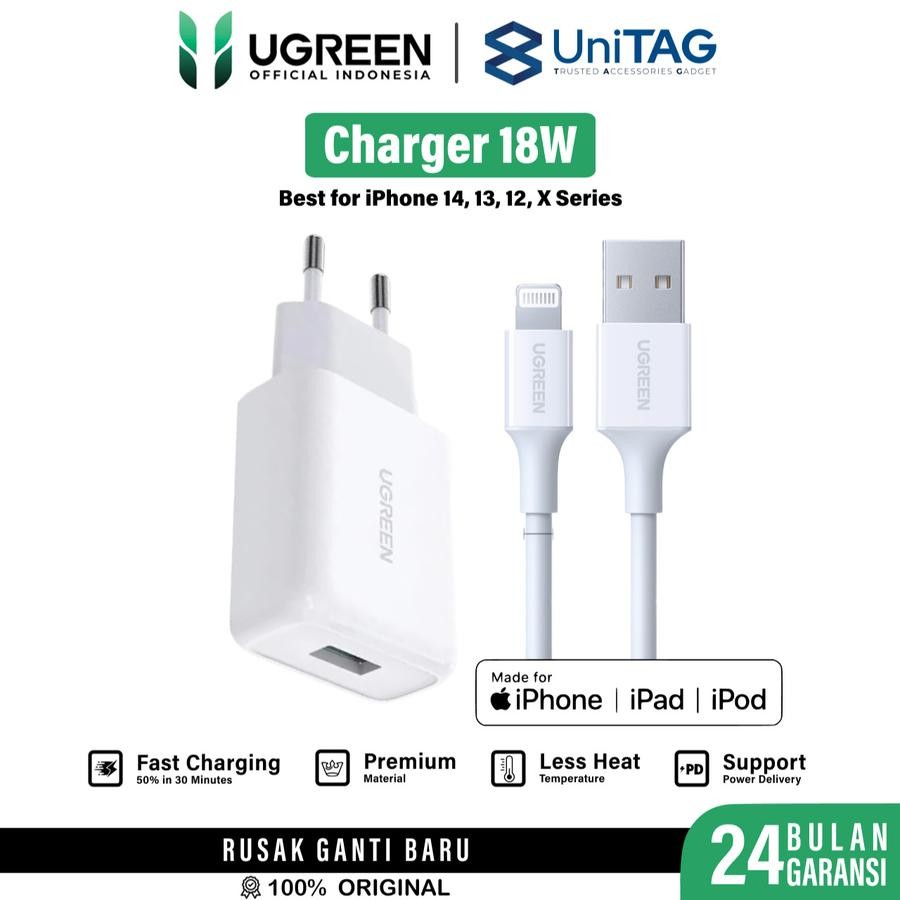 UGREEN
OFFICIAL INDONESIA
UniTAG
TRUSTED ACCESSORIES GADGET
Charger 18W
Best for iPhone 14, 13, 12, X Series
UGREEN
UGREEN
UGREEN
Made for
iPhone | iPad | iPod
Fast Charging
50% in 30 Minutes
Premium
Material
Less Heat
Temperature
PD
Support
Power Delivery
RUSAK GANTI BARU
100% ORIGINAL
24 BULAN
GARANSI